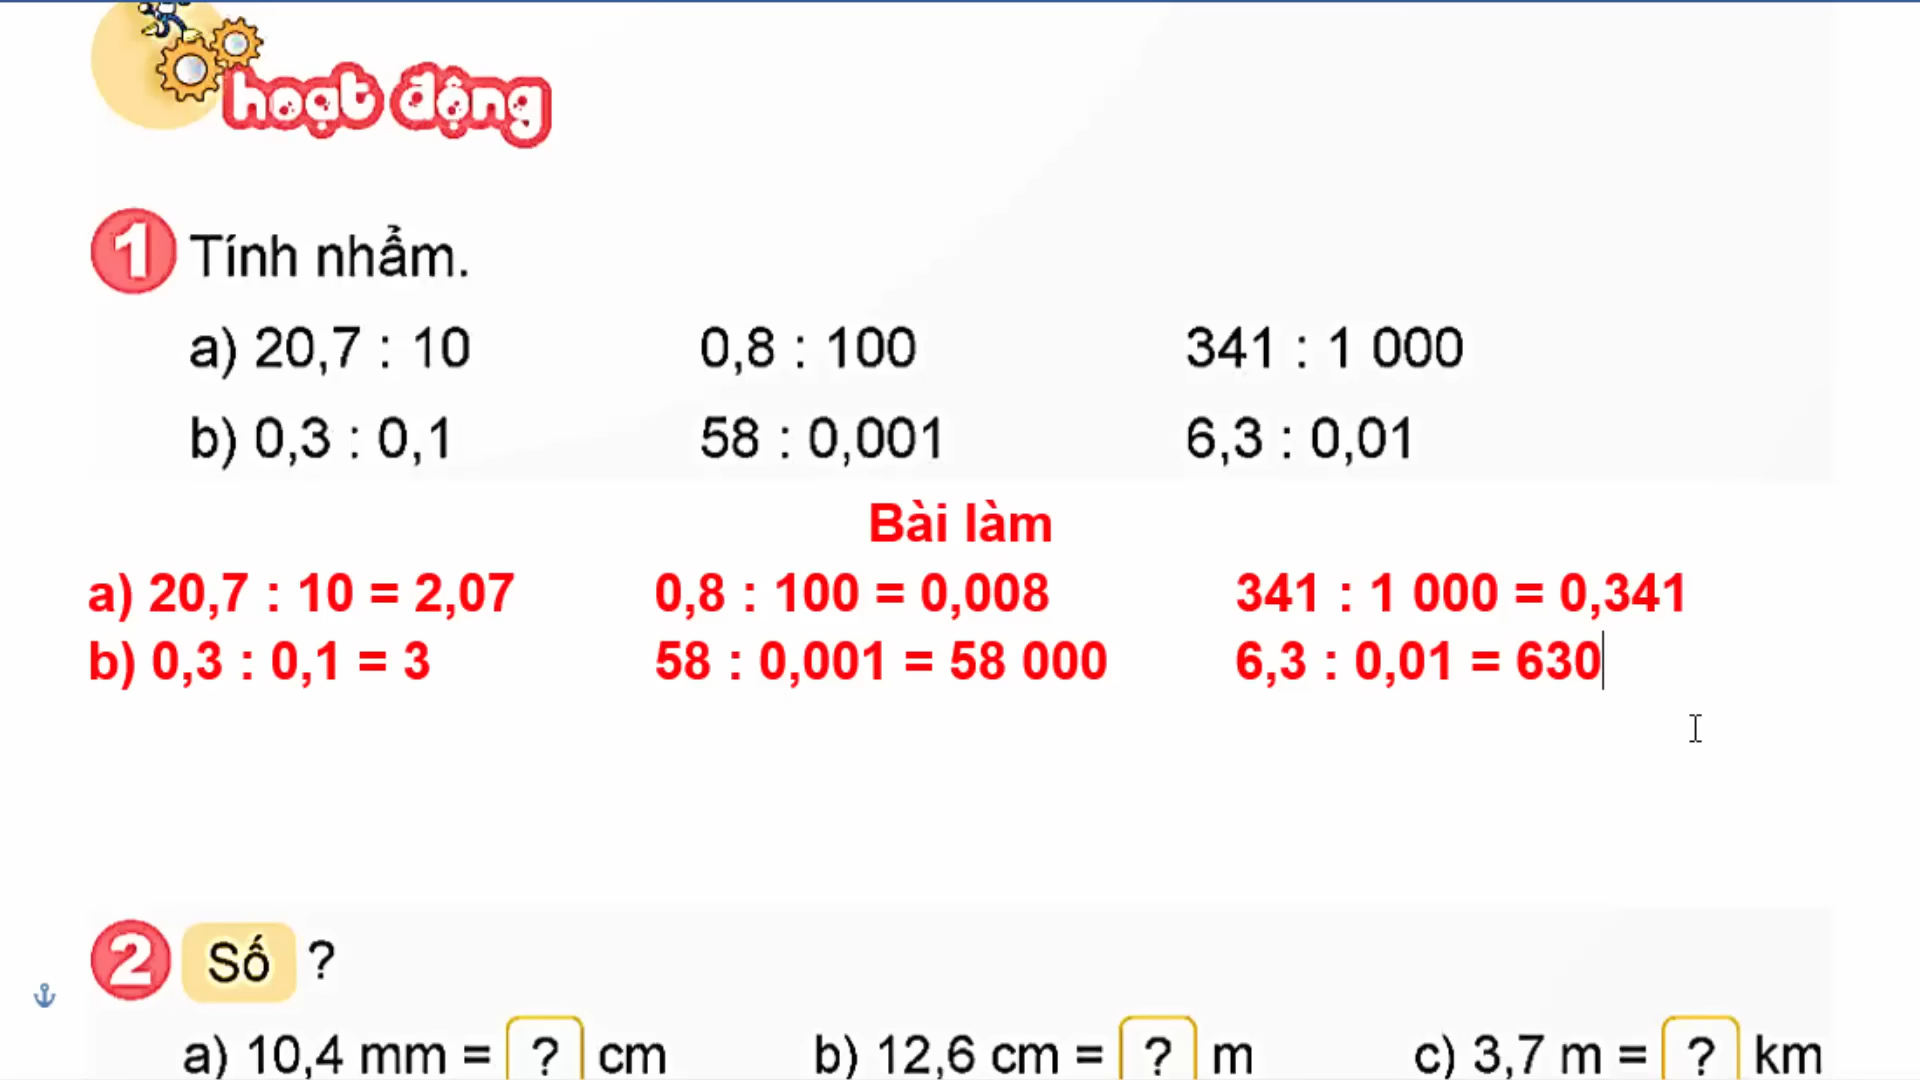 hoạt động
1 Tính nhẩm.
a) 20,7 : 10 0,8 : 100 341 : 1 000
b) 0,3 : 0,1 58 : 0,001 6,3 : 0,01
Bài làm
a) 20,7 : 10 = 2,07 0,8 : 100 = 0,008 341 : 1 000 = 0,341
b) 0,3 : 0,1 = 3 58 : 0,001 = 58 000 6,3 : 0,01 = 630
2 Số ?
a) 10,4 mm = ? cm b) 12,6 cm = ? m c) 3,7 m = ? km